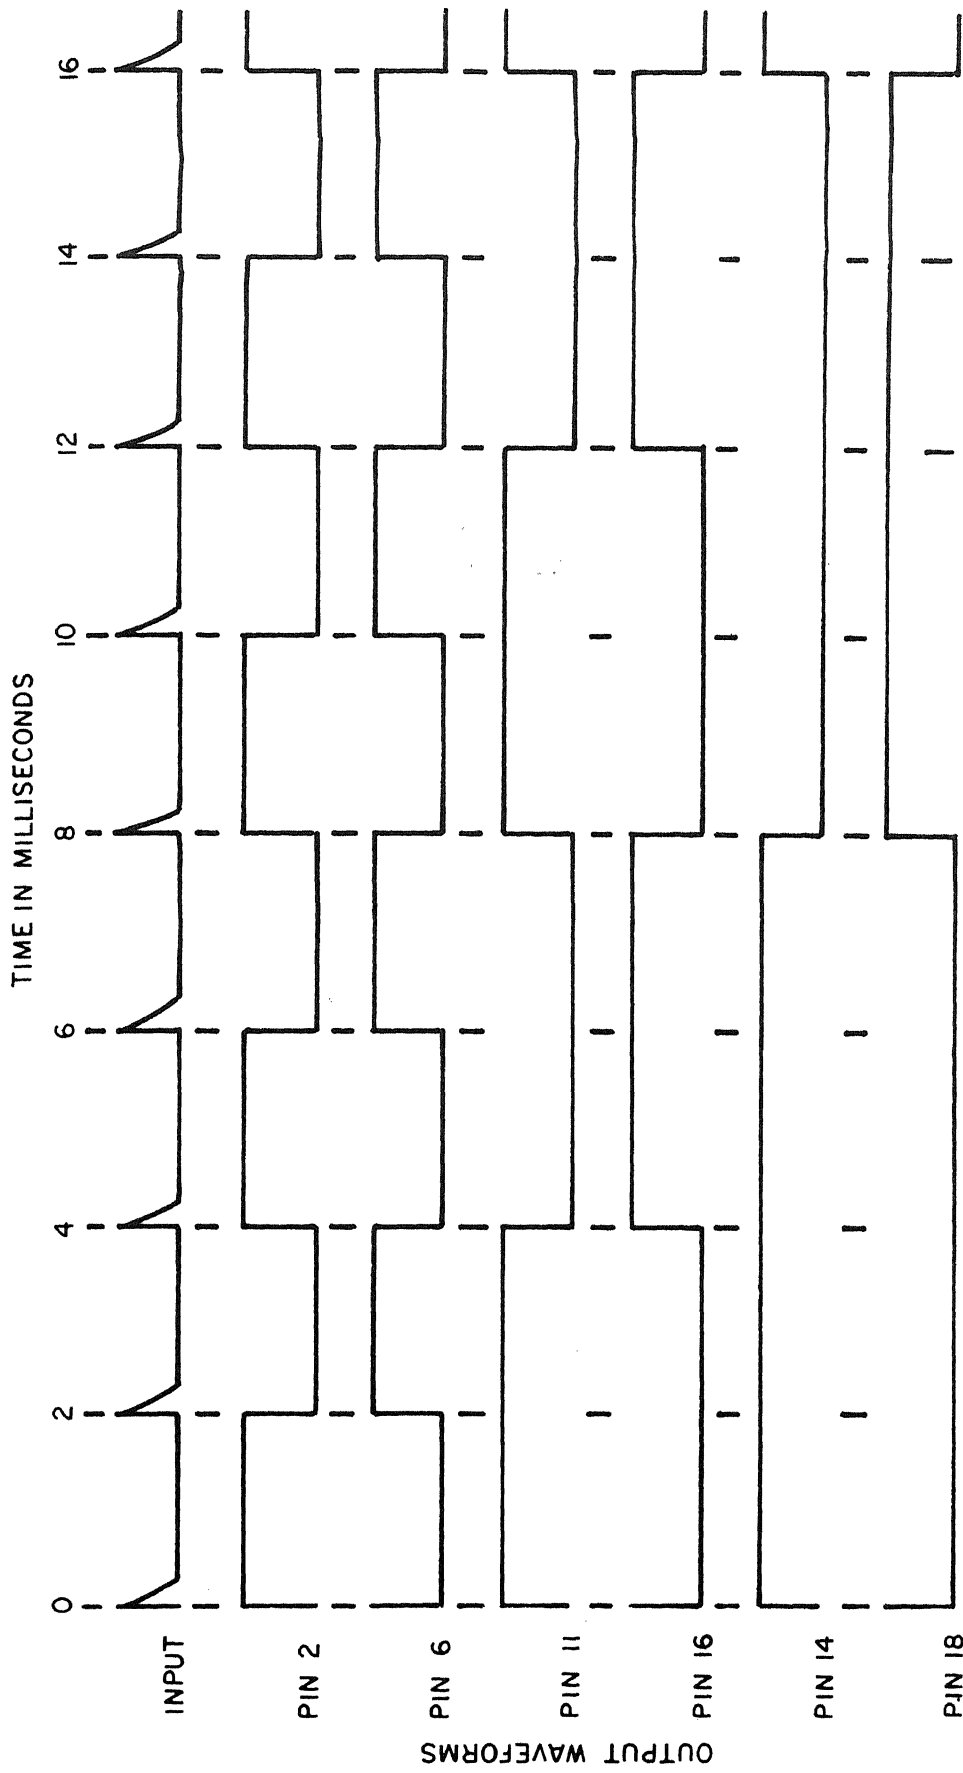 TIME IN MILLISECONDS
0 2 4 6 8 10 12 14 16
INPUT
PIN 2
PIN 6
PIN 11
PIN 16
PIN 14
PIN 18
OUTPUT WAVEFORMS